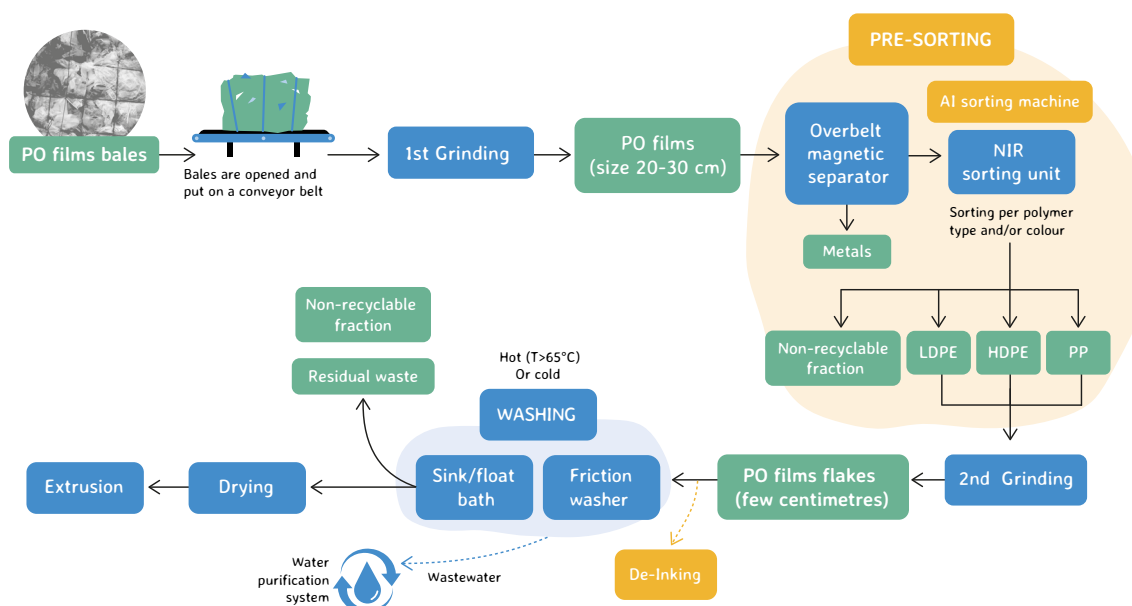 PRE-SORTING
AI sorting machine
PO films bales
Bales are opened and
put on a conveyor belt
1st Grinding
PO films
(size 20-30 cm)
Overbelt
magnetic
separator
NIR
sorting unit
Metals
Sorting per polymer
type and/or colour
Non-recyclable
fraction
LDPE
HDPE
PP
2nd Grinding
PO films flakes
(few centimetres)
De-Inking
Hot (T>65°C)
Or cold
WASHING
Friction
washer
Sink/float
bath
Non-recyclable
fraction
Residual waste
Wastewater
Water
purification
system
Drying
Extrusion